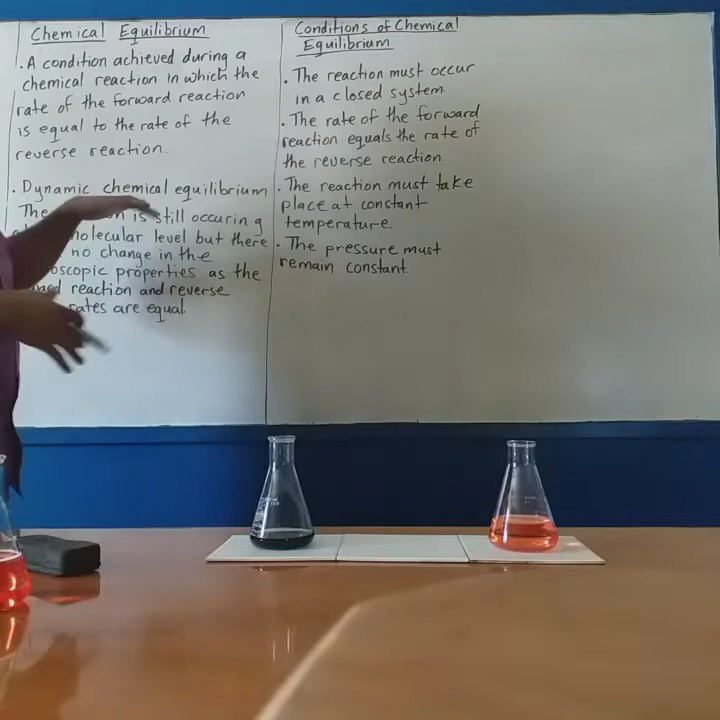 Chemical Equilibrium
. A condition achieved during a
chemical reaction in which the
rate of the forward reaction
is equal to the rate of the
reverse reaction.
. Dynamic chemical equilibrium
The is still occuring
molecular level but there
no change in the
oscopic properties as the
reaction and reverse
rates are equal.
Conditions of Chemical
Equilibrium
. The reaction must occur
in a closed system.
. The rate of the forward
reaction equals the rate of
the reverse reaction.
. The reaction must take
place at constant
temperature.
. The pressure must
remain constant.